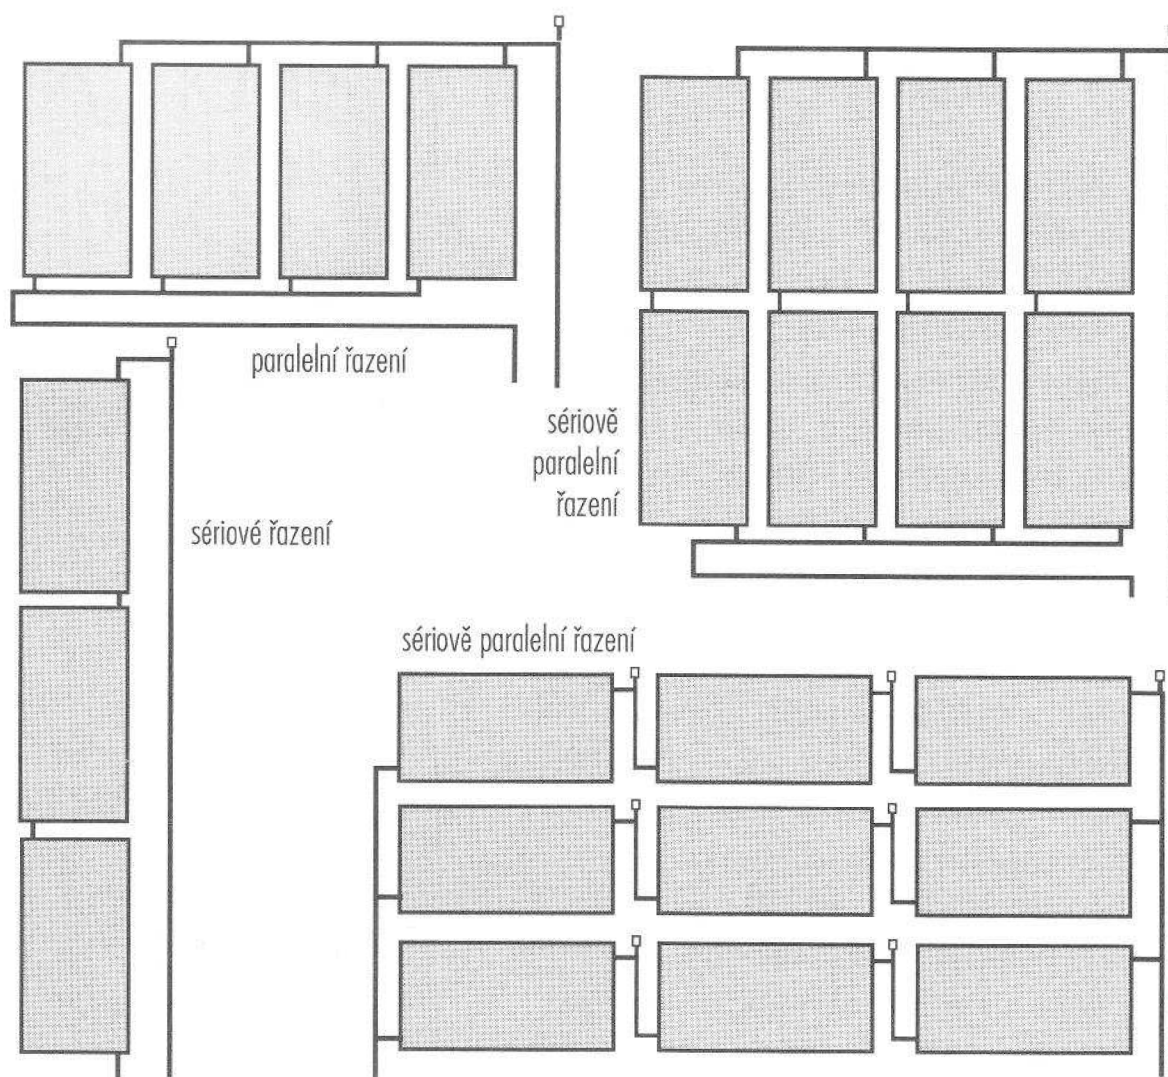 paralelní řazení
sériově
paralelní
řazení
sériové řazení
sériově paralelní řazení